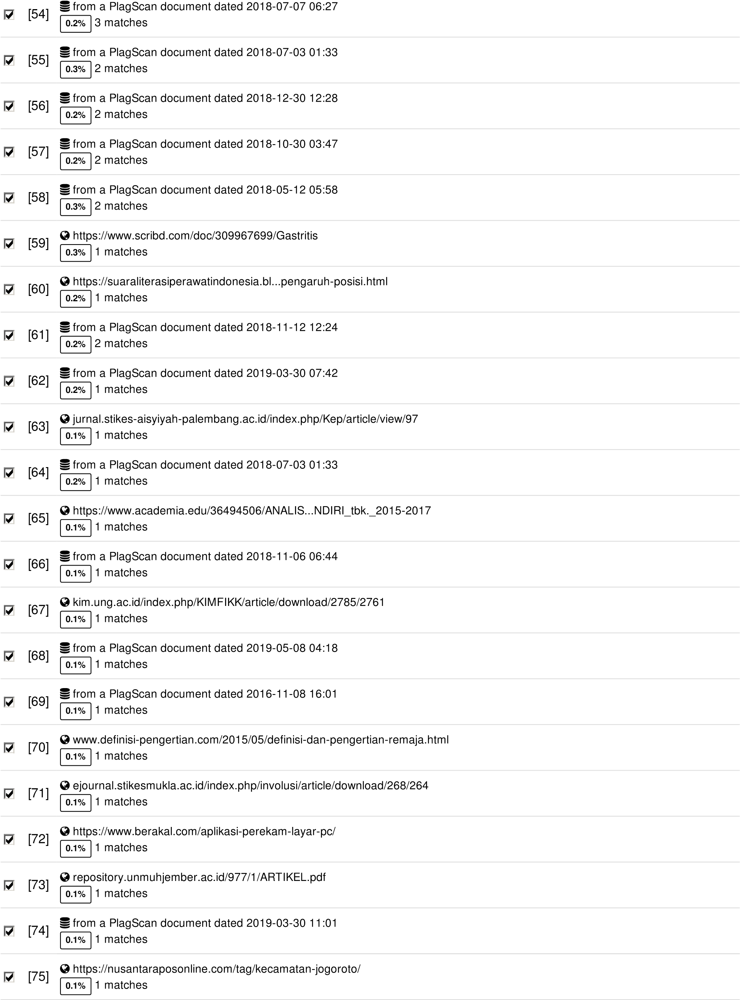 [54] from a PlagScan document dated 2018-07-07 06:27
0.2% 3 matches
[55] from a PlagScan document dated 2018-07-03 01:33
0.3% 2 matches
[56] from a PlagScan document dated 2018-12-30 12:28
0.2% 2 matches
[57] from a PlagScan document dated 2018-10-30 03:47
0.2% 2 matches
[58] from a PlagScan document dated 2018-05-12 05:58
0.3% 2 matches
[59] https://www.scribd.com/doc/309967699/Gastritis
0.3% 1 matches
[60] https://suaraliterasiperawatindonesia.bl...pengaruh-posisi.html
0.2% 1 matches
[61] from a PlagScan document dated 2018-11-12 12:24
0.2% 2 matches
[62] from a PlagScan document dated 2019-03-30 07:42
0.2% 1 matches
[63] jurnal.stikes-aisyiyah-palembang.ac.id/index.php/Kep/article/view/97
0.1% 1 matches
[64] from a PlagScan document dated 2018-07-03 01:33
0.2% 1 matches
[65] https://www.academia.edu/36494506/ANALIS...NDIRI_tbk._2015-2017
0.1% 1 matches
[66] from a PlagScan document dated 2018-11-06 06:44
0.1% 1 matches
[67] kim.ung.ac.id/index.php/KIMFIKK/article/download/2785/2761
0.1% 1 matches
[68] from a PlagScan document dated 2019-05-08 04:18
0.1% 1 matches
[69] from a PlagScan document dated 2016-11-08 16:01
0.1% 1 matches
[70] www.definisi-pengertian.com/2015/05/definisi-dan-pengertian-remaja.html
0.1% 1 matches
[71] ejournal.stikesmukla.ac.id/index.php/involusi/article/download/268/264
0.1% 1 matches
[72] https://www.berakal.com/aplikasi-perekam-layar-pc/
0.1% 1 matches
[73] repository.unmuhjember.ac.id/977/1/ARTIKEL.pdf
0.1% 1 matches
[74] from a PlagScan document dated 2019-03-30 11:01
0.1% 1 matches
[75] https://nusantaraposonline.com/tag/kecamatan-jogoroto/
0.1% 1 matches